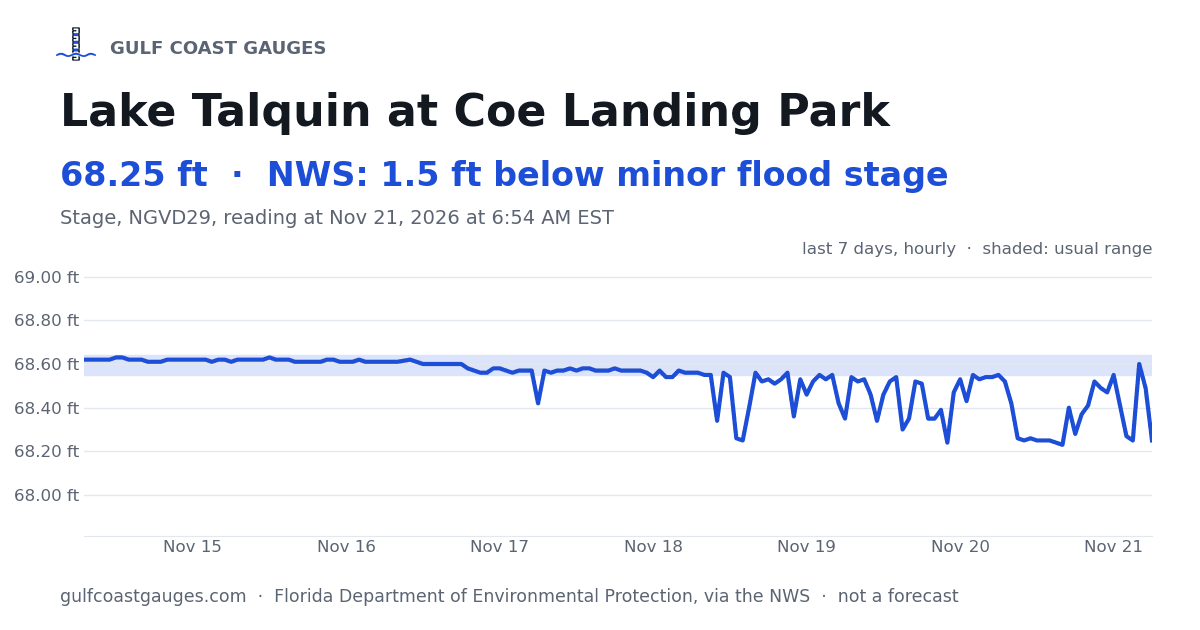 GULF COAST GAUGES
Lake Talquin at Coe Landing Park
68.25 ft · NWS: 1.5 ft below minor flood stage
Stage, NGVD29, reading at Nov 21, 2026 at 6:54 AM EST
last 7 days, hourly · shaded: usual range
69.00 ft
68.80 ft
68.60 ft
68.40 ft
68.20 ft
68.00 ft
Nov 15 Nov 16 Nov 17 Nov 18 Nov 19 Nov 20 Nov 21
gulfcoastgauges.com · Florida Department of Environmental Protection, via the NWS · not a forecast